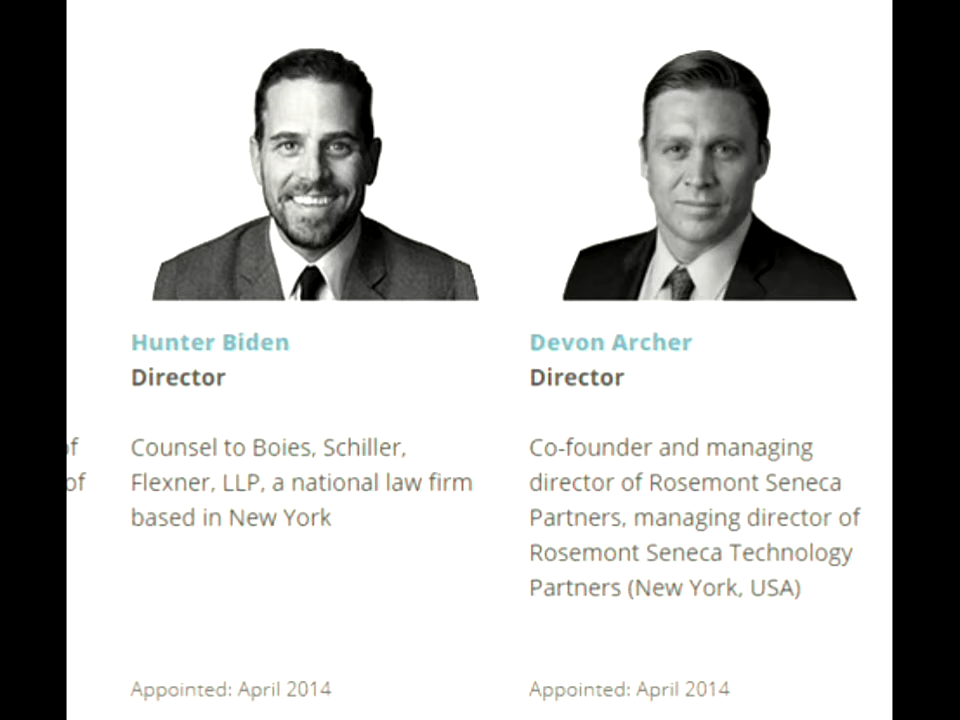 Hunter Biden
Director
Counsel to Boies, Schiller,
Flexner, LLP, a national law firm
based in New York
Appointed: April 2014
Devon Archer
Director
Co-founder and managing
director of Rosemont Seneca
Partners, managing director of
Rosemont Seneca Technology
Partners (New York, USA)
Appointed: April 2014
of
of